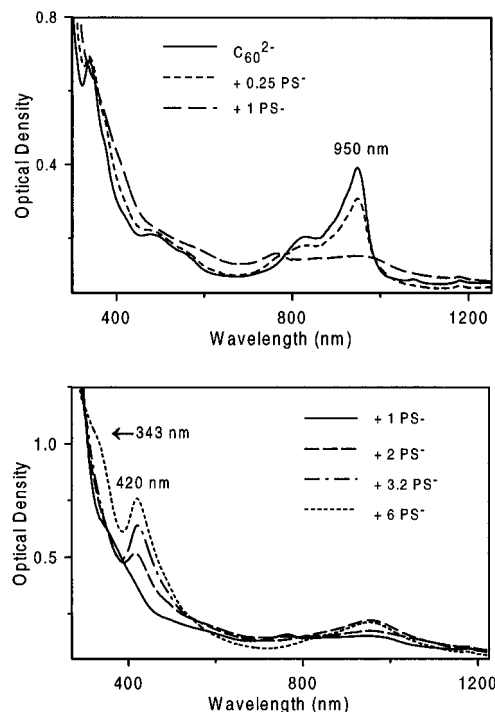 0.8
0.4
Optical Density
C60²⁻
+ 0.25 PS⁻
+ 1 PS-
950 nm
400
800
1200
Wavelength (nm)
1.0
0.5
Optical Density
343 nm
420 nm
+ 1 PS-
+ 2 PS⁻
+ 3.2 PS⁻
+ 6 PS⁻
400
800
1200
Wavelength (nm)